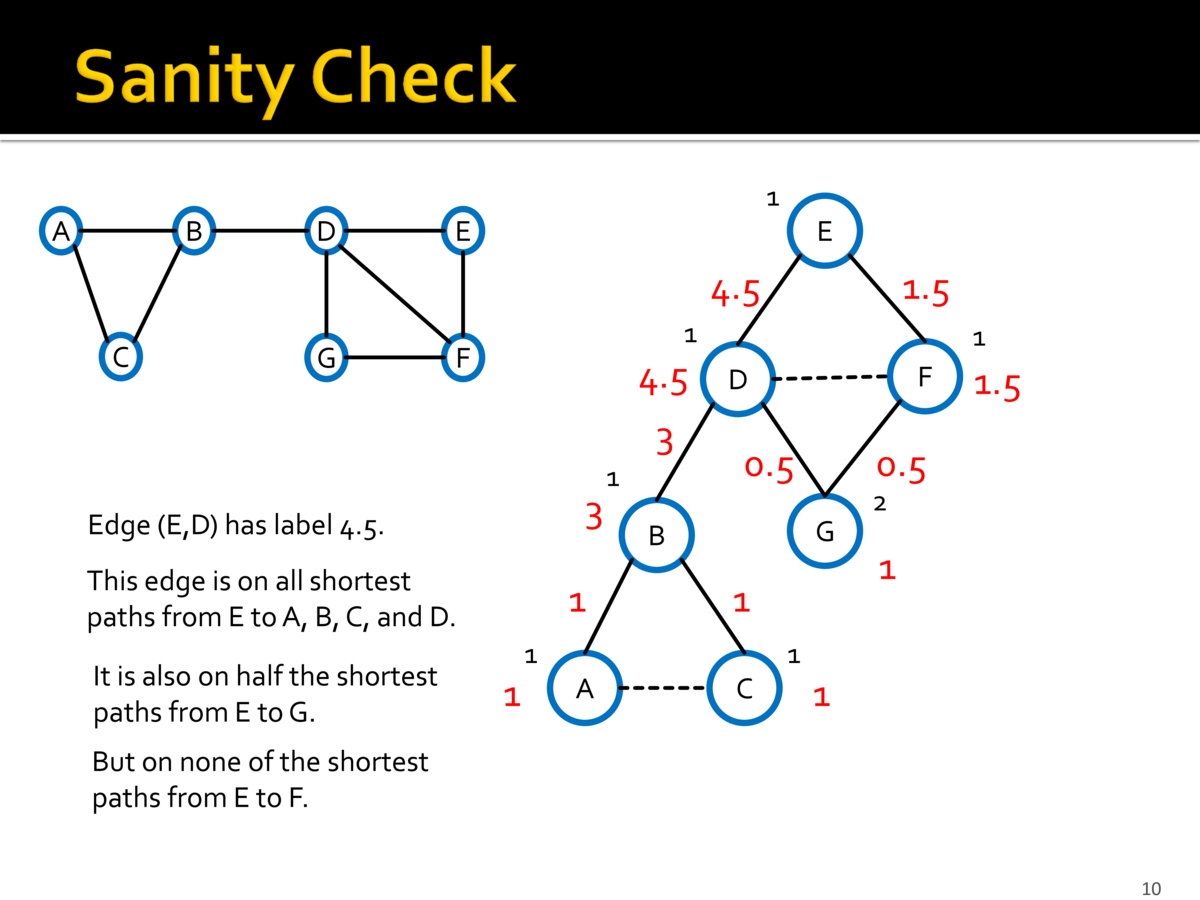 Sanity Check
A B D E
C G F
Edge (E,D) has label 4.5.
This edge is on all shortest
paths from E to A, B, C, and D.
It is also on half the shortest
paths from E to G.
But on none of the shortest
paths from E to F.
1
E
4.5 1.5
1 1
4.5 D F 1.5
3 0.5 0.5
1 2
3 B G
1
1 1
1 1
1 A C 1
10